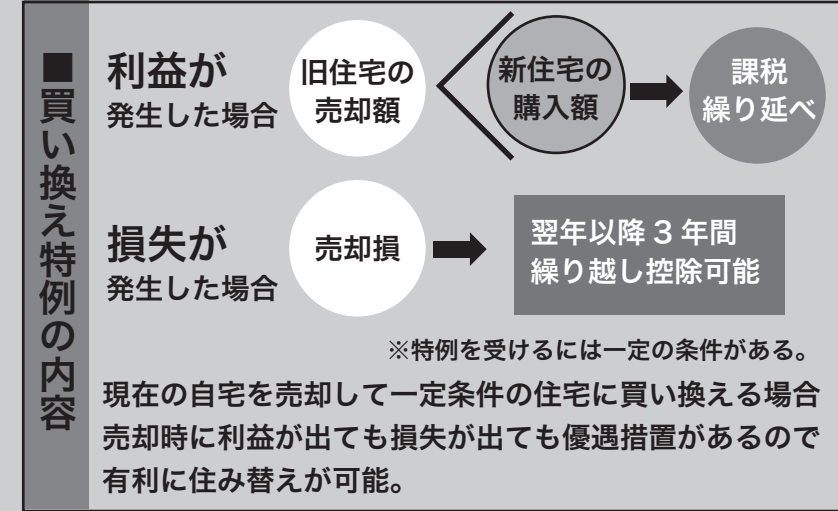 ■買い換え特例の内容
利益が
発生した場合
旧住宅の
売却額
新住宅の
購入額
課税
繰り延べ
損失が
発生した場合
売却損
翌年以降３年間
繰り越し控除可能
※特例を受けるには一定の条件がある。
現在の自宅を売却して一定条件の住宅に買い換える場合
売却時に利益が出ても損失が出ても優遇措置があるので
有利に住み替えが可能。